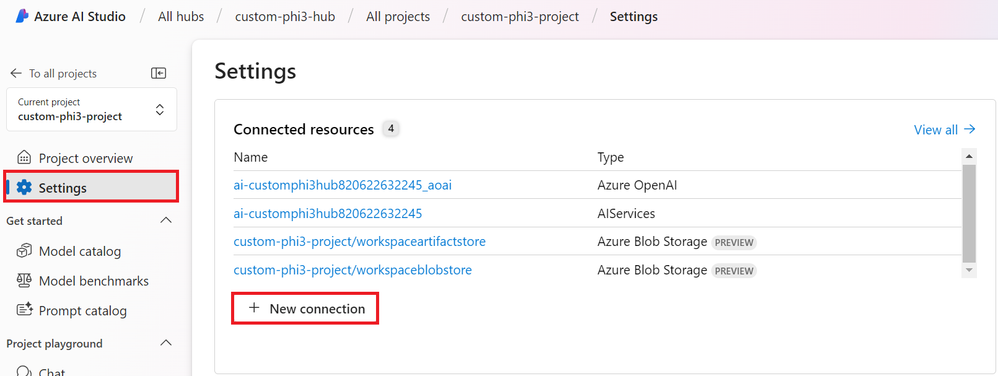 Azure AI Studio / All hubs / custom-phi3-hub / All projects / custom-phi3-project / Settings
To all projects
Current project
custom-phi3-project
Project overview
Settings
Get started
Model catalog
Model benchmarks
Prompt catalog
Project playground
Chat
Settings
Connected resources 4
View all
Name Type
ai-customphi3hub820622632245_aoai Azure OpenAI
ai-customphi3hub820622632245 AIServices
custom-phi3-project/workspaceartifactstore Azure Blob Storage PREVIEW
custom-phi3-project/workspaceblobstore Azure Blob Storage PREVIEW
+ New connection